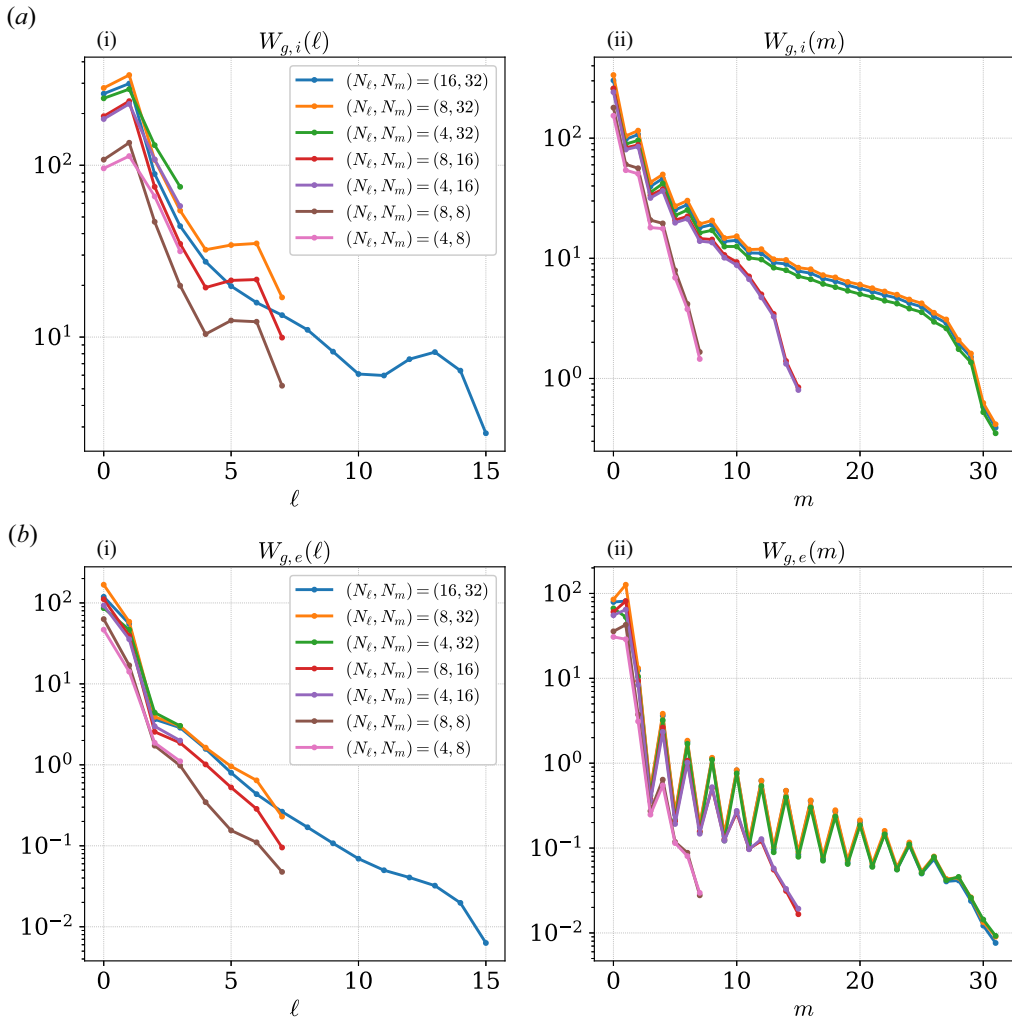 (a)
(i) W_{g,i}(ℓ)
10^2
10^1
(N_ℓ, N_m) = (16, 32)
(N_ℓ, N_m) = (8, 32)
(N_ℓ, N_m) = (4, 32)
(N_ℓ, N_m) = (8, 16)
(N_ℓ, N_m) = (4, 16)
(N_ℓ, N_m) = (8, 8)
(N_ℓ, N_m) = (4, 8)
0 5 10 15
ℓ
(ii) W_{g,i}(m)
10^2
10^1
10^0
0 10 20 30
m
(b)
(i) W_{g,e}(ℓ)
10^2
10^1
10^0
10^{-1}
10^{-2}
(N_ℓ, N_m) = (16, 32)
(N_ℓ, N_m) = (8, 32)
(N_ℓ, N_m) = (4, 32)
(N_ℓ, N_m) = (8, 16)
(N_ℓ, N_m) = (4, 16)
(N_ℓ, N_m) = (8, 8)
(N_ℓ, N_m) = (4, 8)
0 5 10 15
ℓ
(ii) W_{g,e}(m)
10^2
10^1
10^0
10^{-1}
10^{-2}
0 10 20 30
m